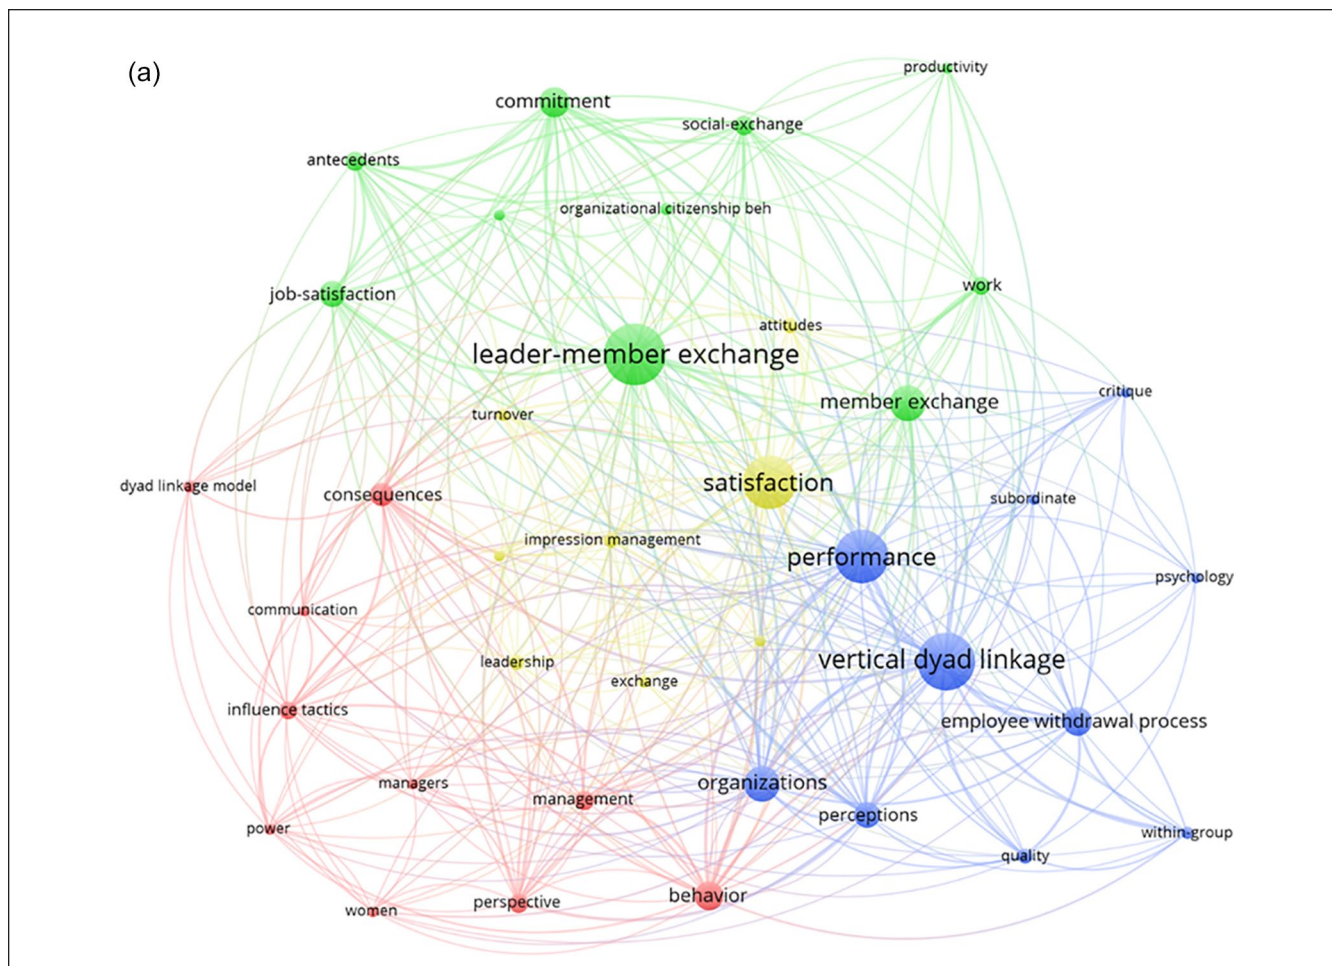 (a)
productivity
commitment
social-exchange
antecedents
organizational citizenship beh
work
job-satisfaction
attitudes
leader-member exchange
critique
member exchange
turnover
satisfaction
dyad linkage model
consequences
subordinate
impression management
performance
psychology
communication
vertical dyad linkage
leadership
exchange
influence tactics
employee withdrawal process
organizations
managers
management
perceptions
power
within-group
quality
behavior
perspective
women